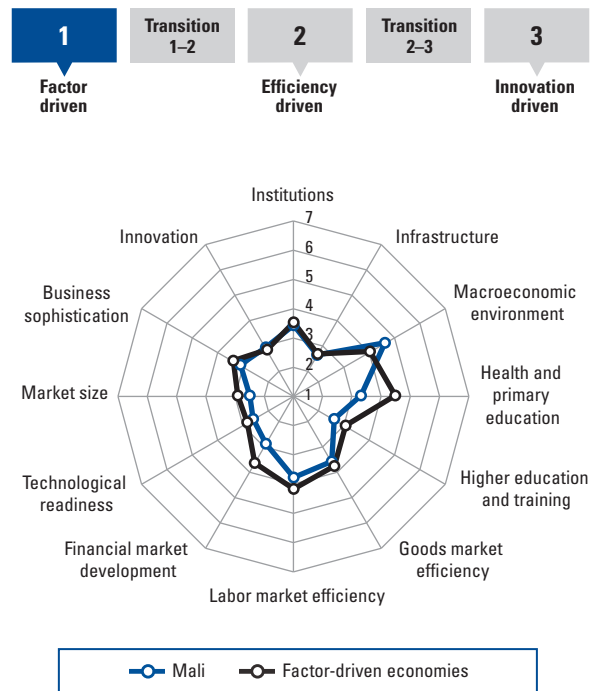 1
Transition
1–2
2
Transition
2–3
3
Factor
driven
Efficiency
driven
Innovation
driven
Institutions
7
Innovation
Infrastructure
6
5
Business
sophistication
Macroeconomic
environment
4
3
2
Market size
1
Health and
primary
education
Technological
readiness
Higher education
and training
Financial market
development
Goods market
efficiency
Labor market efficiency
Mali
Factor-driven economies